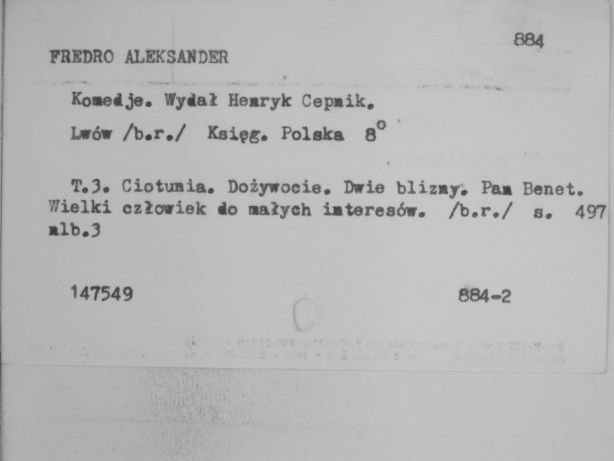 884
FREDRO ALEKSANDER
Komedje. Wydał Henryk Cepnik.
Lwów /b.r./ Księg. Polska 8°
T.3. Ciotunia. Dożywocie. Dwie blizny. Pan Benet.
Wielki człowiek do małych interesów. /b.r./ s. 497
nlb.3
147549 884-2